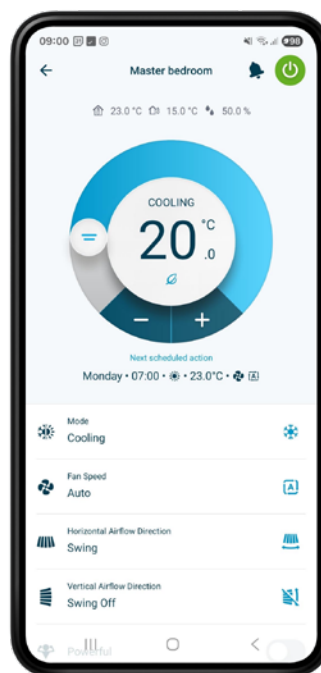 09:00
98
Master bedroom
23.0 °C 15.0 °C 50.0 %
COOLING
20 °C .0
− +
Next scheduled action
Monday • 07:00 • • 23.0°C • A
Mode
Cooling
Fan Speed
Auto
A
Horizontal Airflow Direction
Swing
Vertical Airflow Direction
Swing Off
Powerful